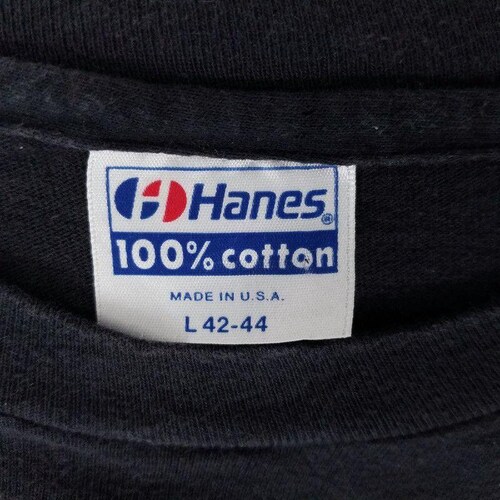 Hanes
100% cotton
MADE IN U.S.A.
L 42-44